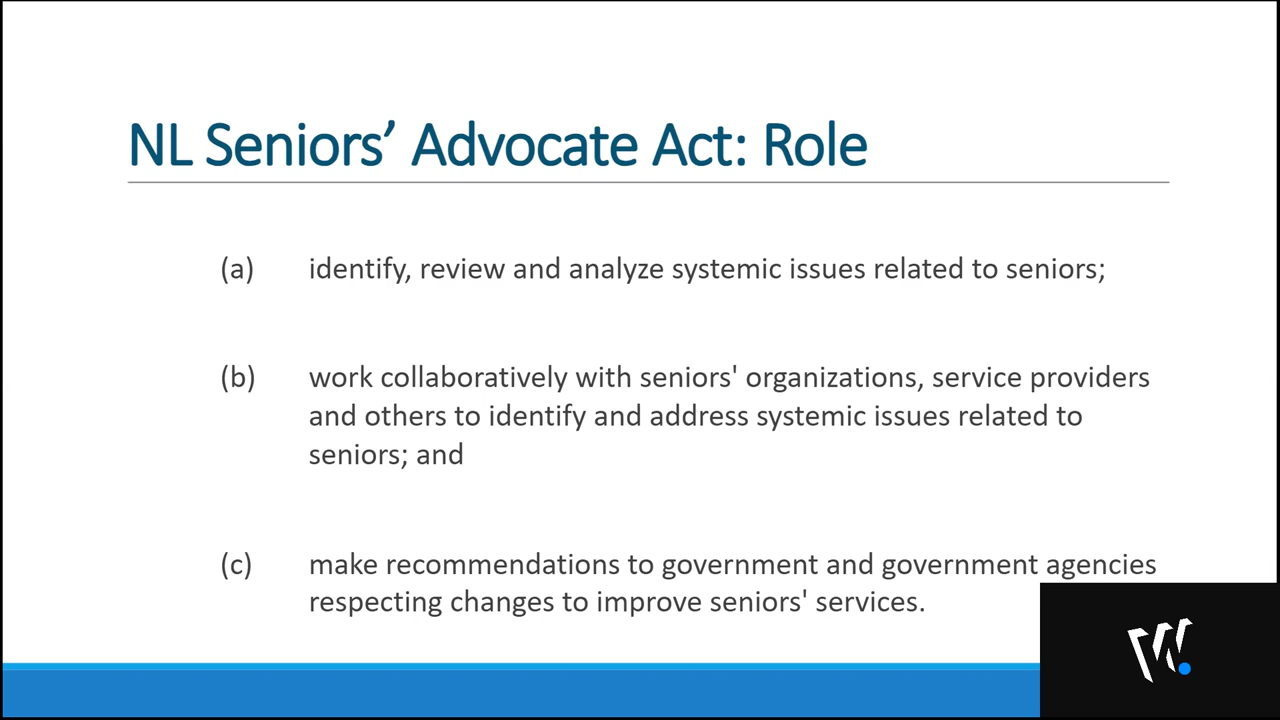 NL Seniors’ Advocate Act: Role
(a) identify, review and analyze systemic issues related to seniors;
(b) work collaboratively with seniors' organizations, service providers
and others to identify and address systemic issues related to
seniors; and
(c) make recommendations to government and government agencies
respecting changes to improve seniors' services.
W.